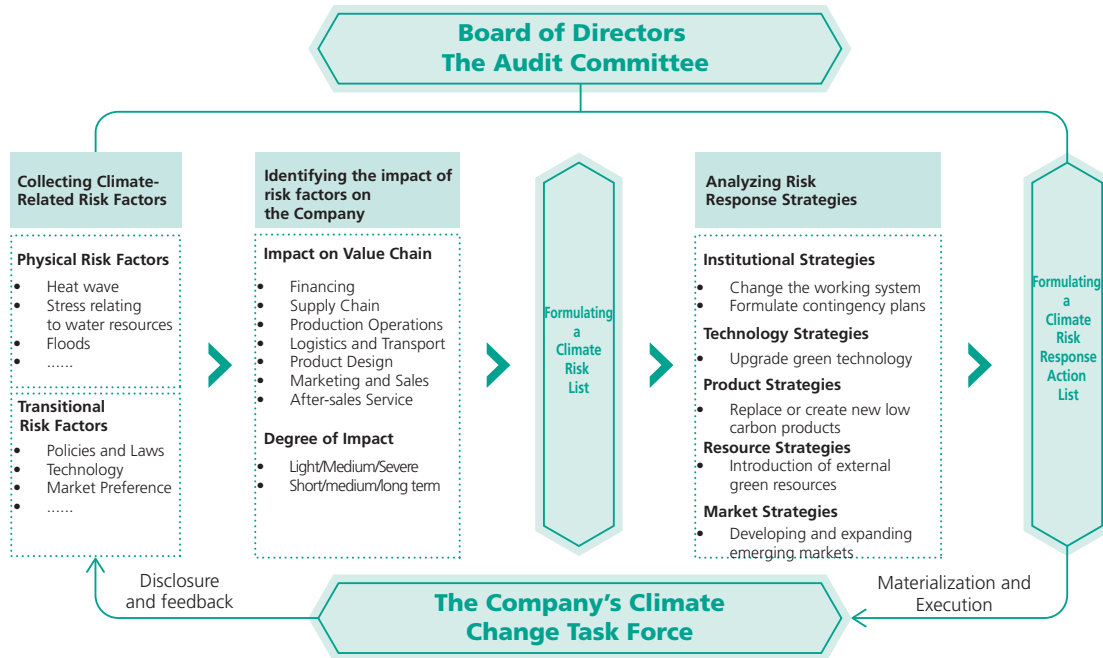 Board of Directors
The Audit Committee
Collecting Climate-
Related Risk Factors
Physical Risk Factors
• Heat wave
• Stress relating
to water resources
• Floods
• ......
Transitional
Risk Factors
• Policies and Laws
• Technology
• Market Preference
• ......
Identifying the impact of
risk factors on
the Company
Impact on Value Chain
• Financing
• Supply Chain
• Production Operations
• Logistics and Transport
• Product Design
• Marketing and Sales
• After-sales Service
Degree of Impact
• Light/Medium/Severe
• Short/medium/long term
Formulating
a
Climate
Risk
List
Analyzing Risk
Response Strategies
Institutional Strategies
• Change the working system
• Formulate contingency plans
Technology Strategies
• Upgrade green technology
Product Strategies
• Replace or create new low
carbon products
Resource Strategies
• Introduction of external
green resources
Market Strategies
• Developing and expanding
emerging markets
Formulating
a
Climate
Risk
Response
Action
List
Materialization and
Execution
The Company's Climate
Change Task Force
Disclosure
and feedback